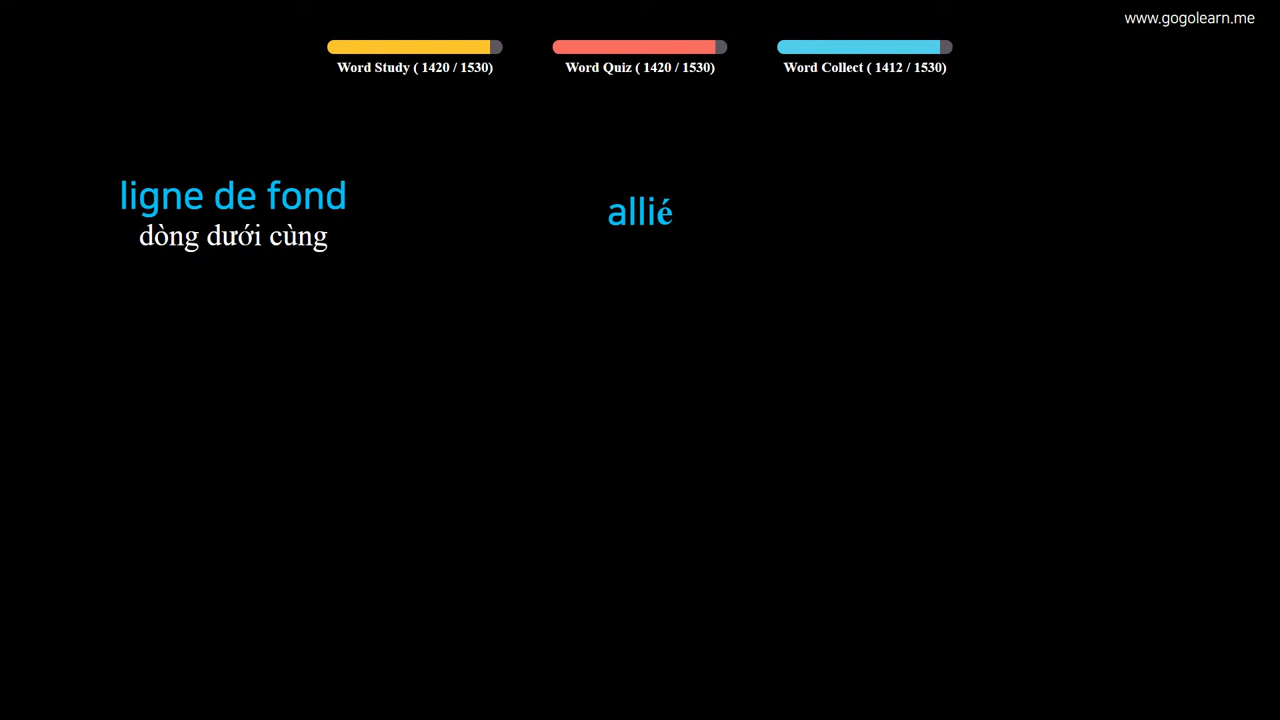 www.gogolearn.me
Word Study ( 1420 / 1530)
Word Quiz ( 1420 / 1530)
Word Collect ( 1412 / 1530)
ligne de fond
dòng dưới cùng
allié